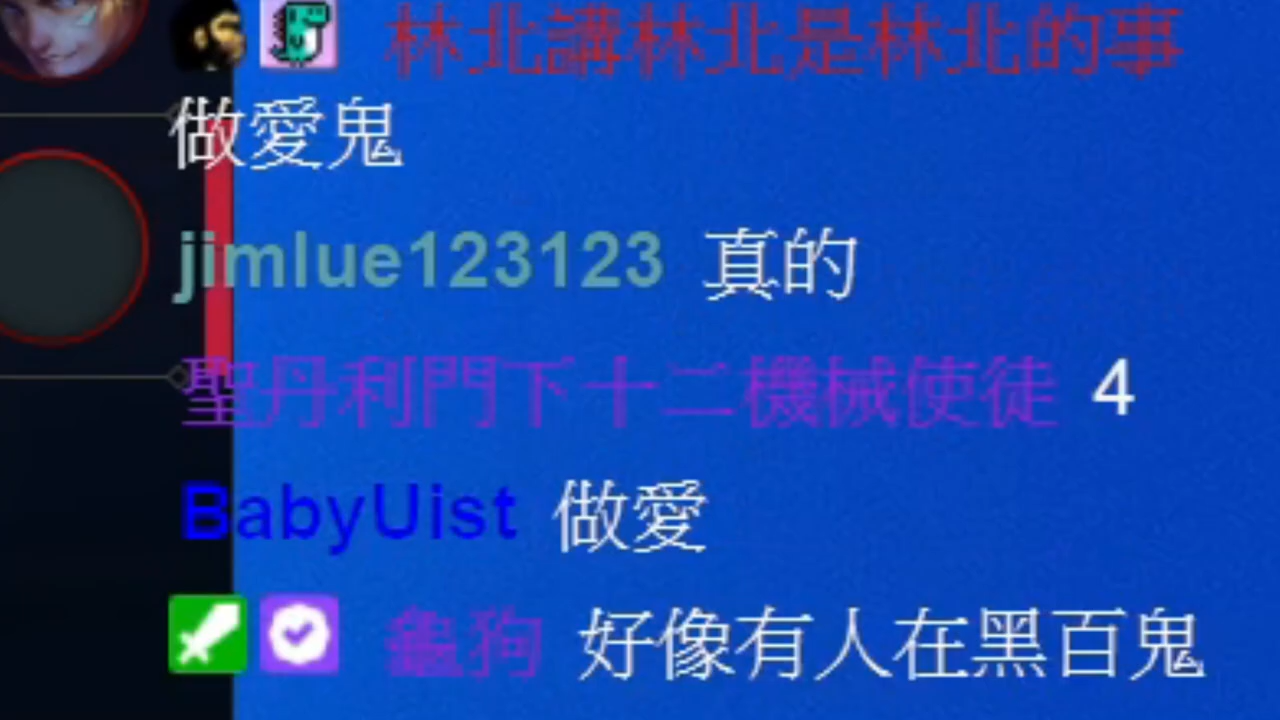 林北講林北是林北的事
做愛鬼
jimlue123123 真的
聖丹利門下十二機械使徒 4
BabyUist 做愛
龜狗 好像有人在黑百鬼